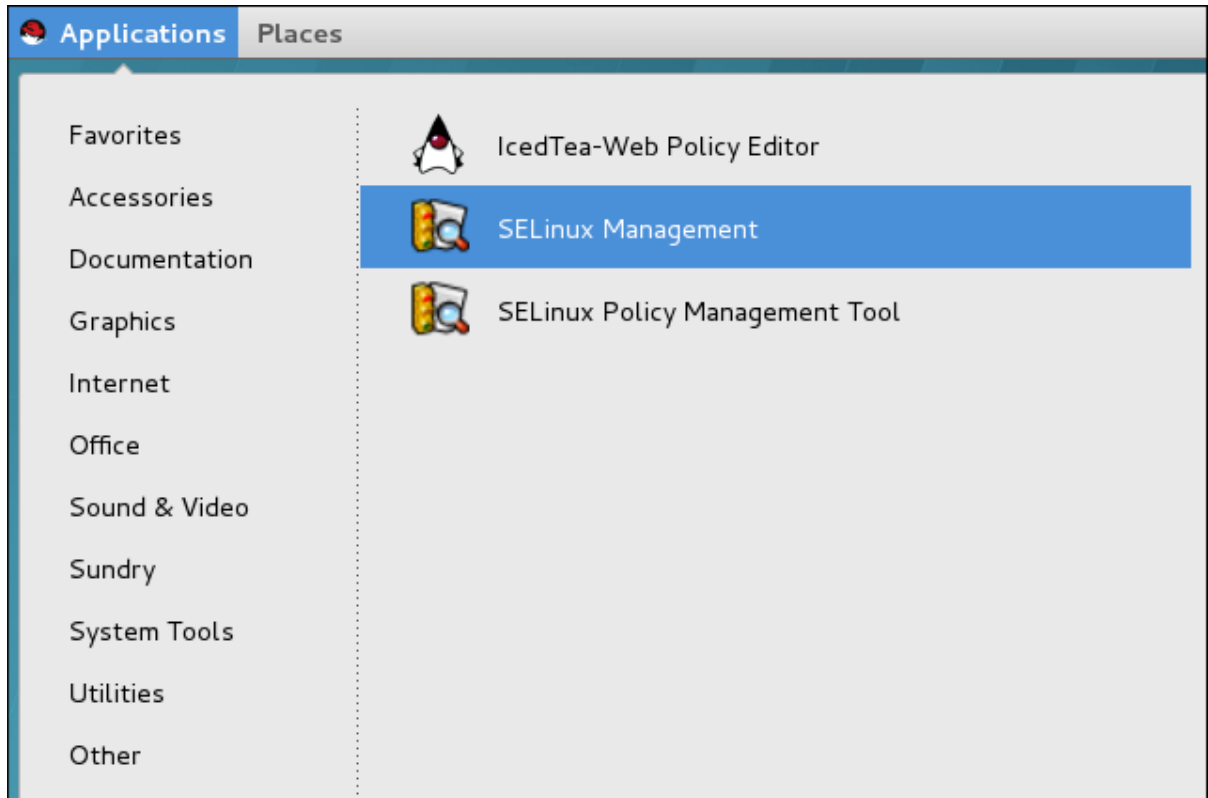 Applications Places
Favorites
Accessories
Documentation
Graphics
Internet
Office
Sound & Video
Sundry
System Tools
Utilities
Other
IcedTea-Web Policy Editor
SELinux Management
SELinux Policy Management Tool